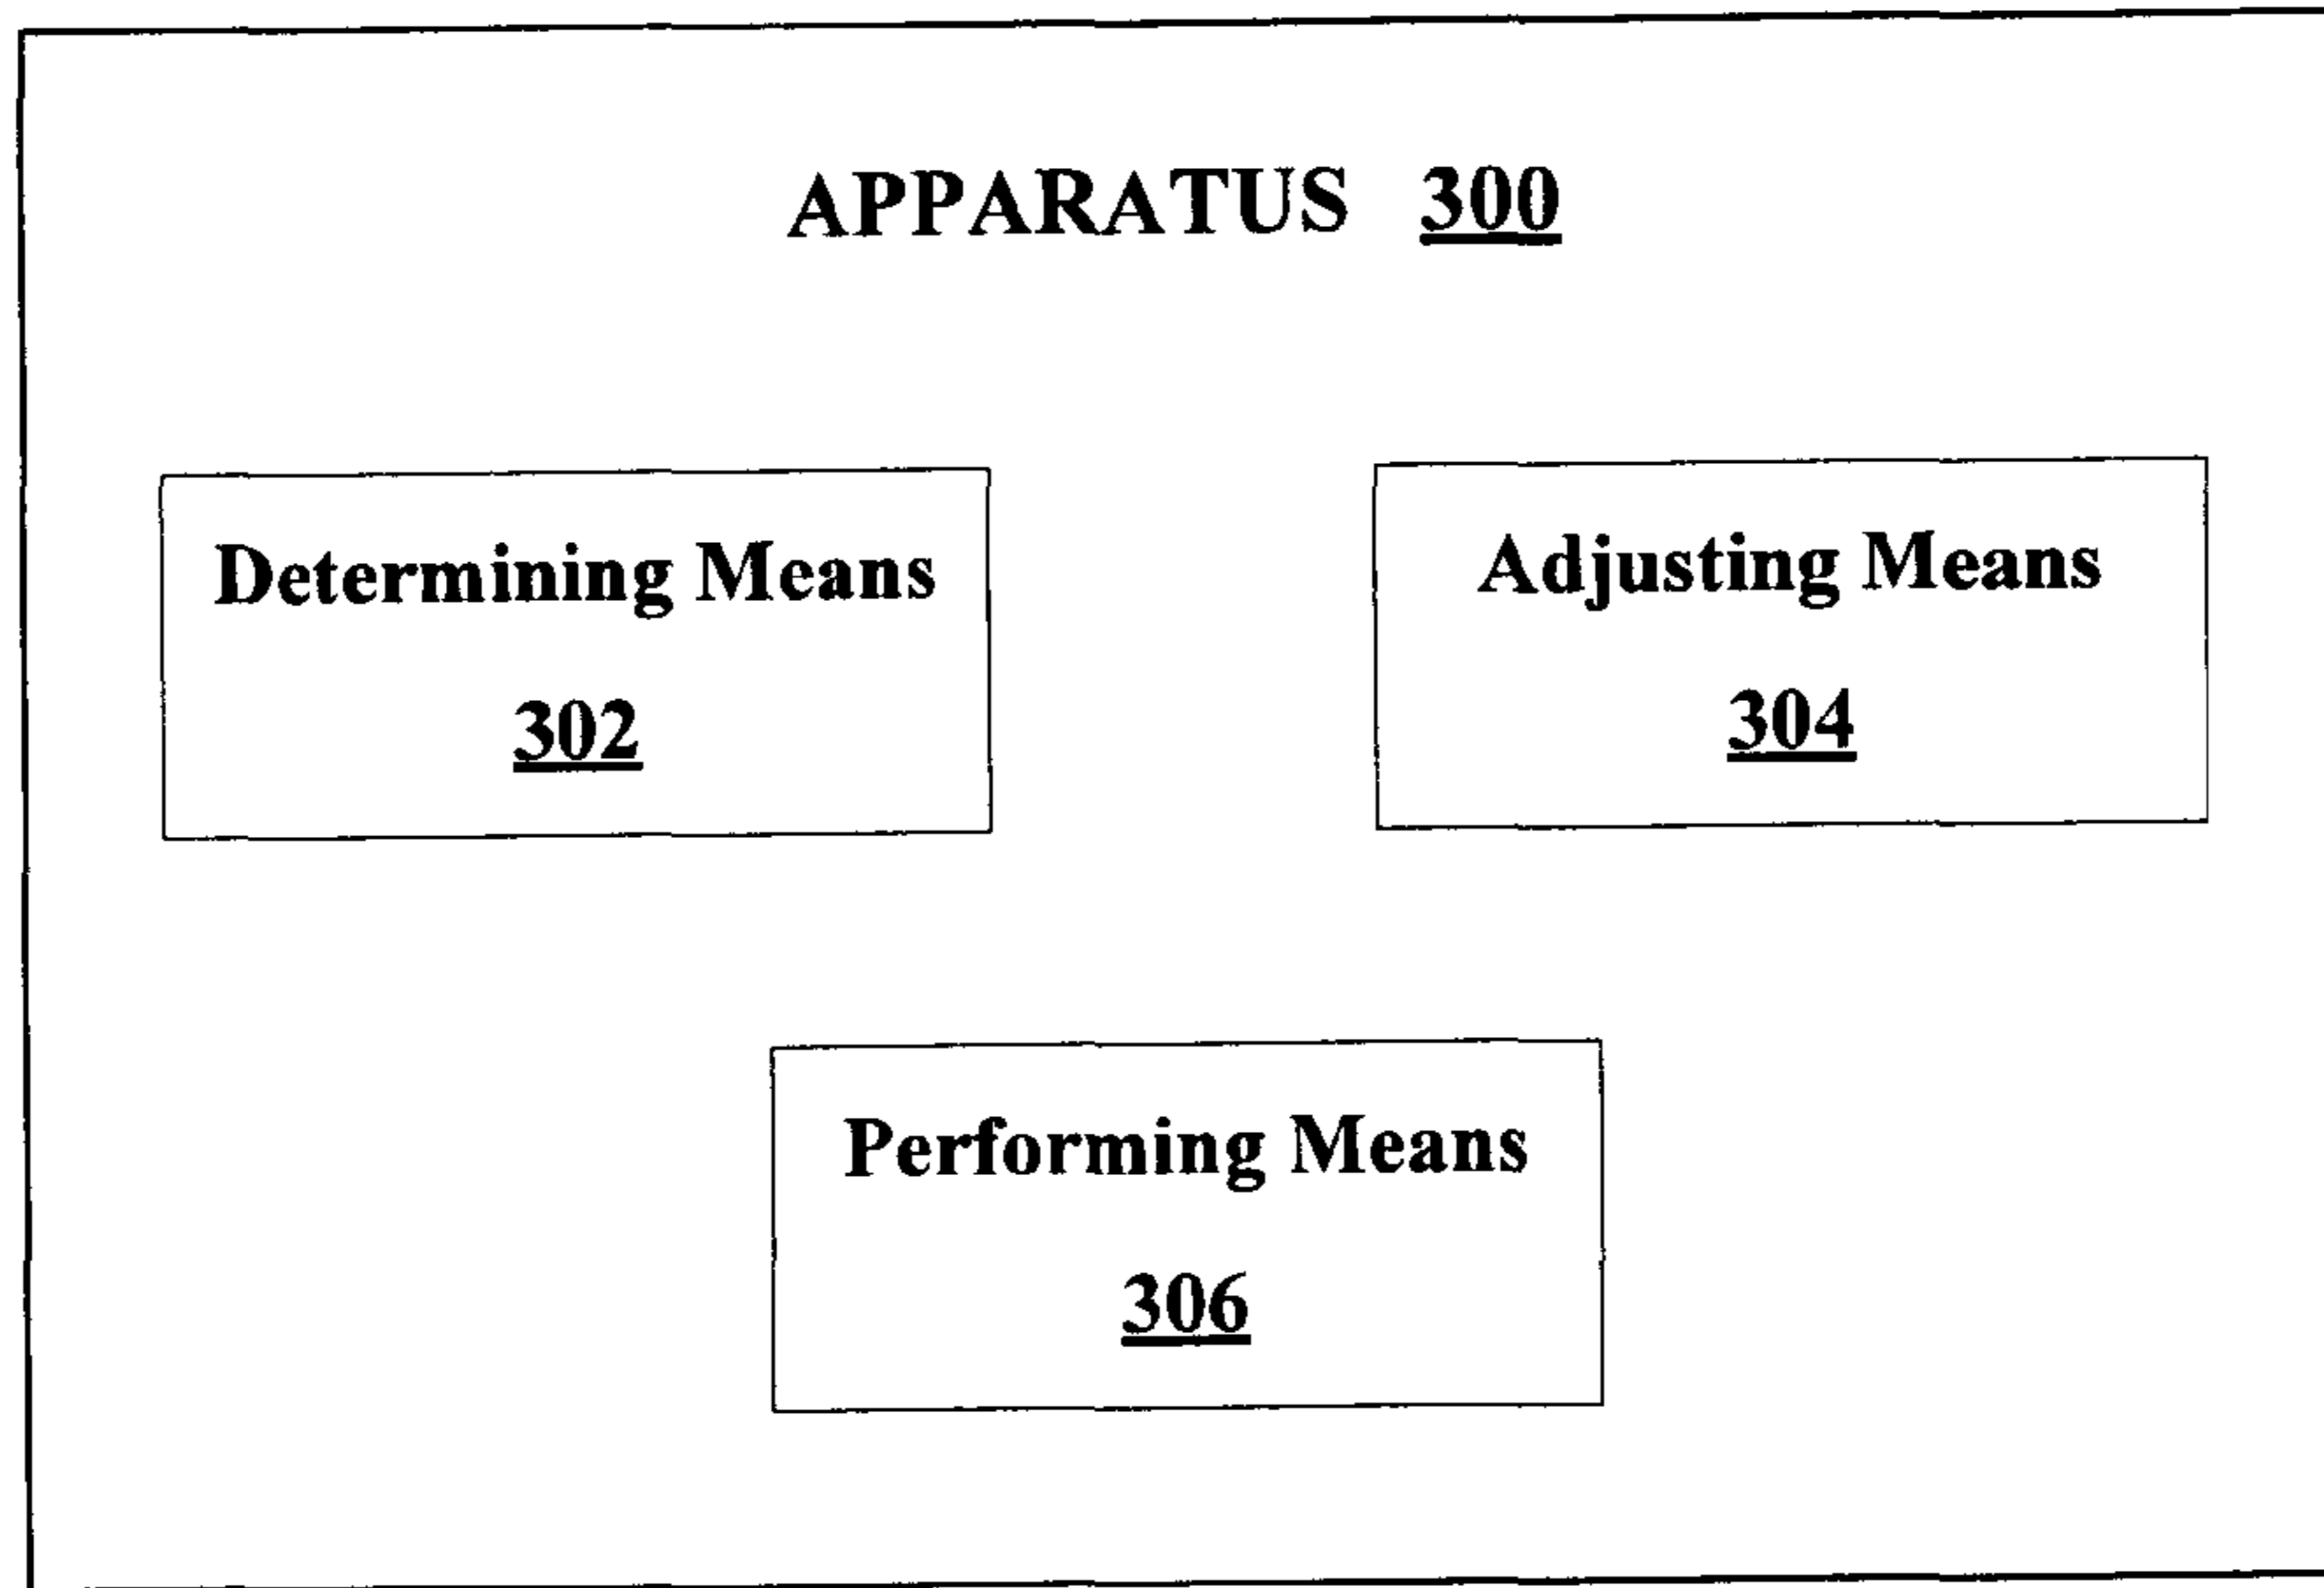 APPARATUS 300
Determining Means
302
Adjusting Means
304
Performing Means
306